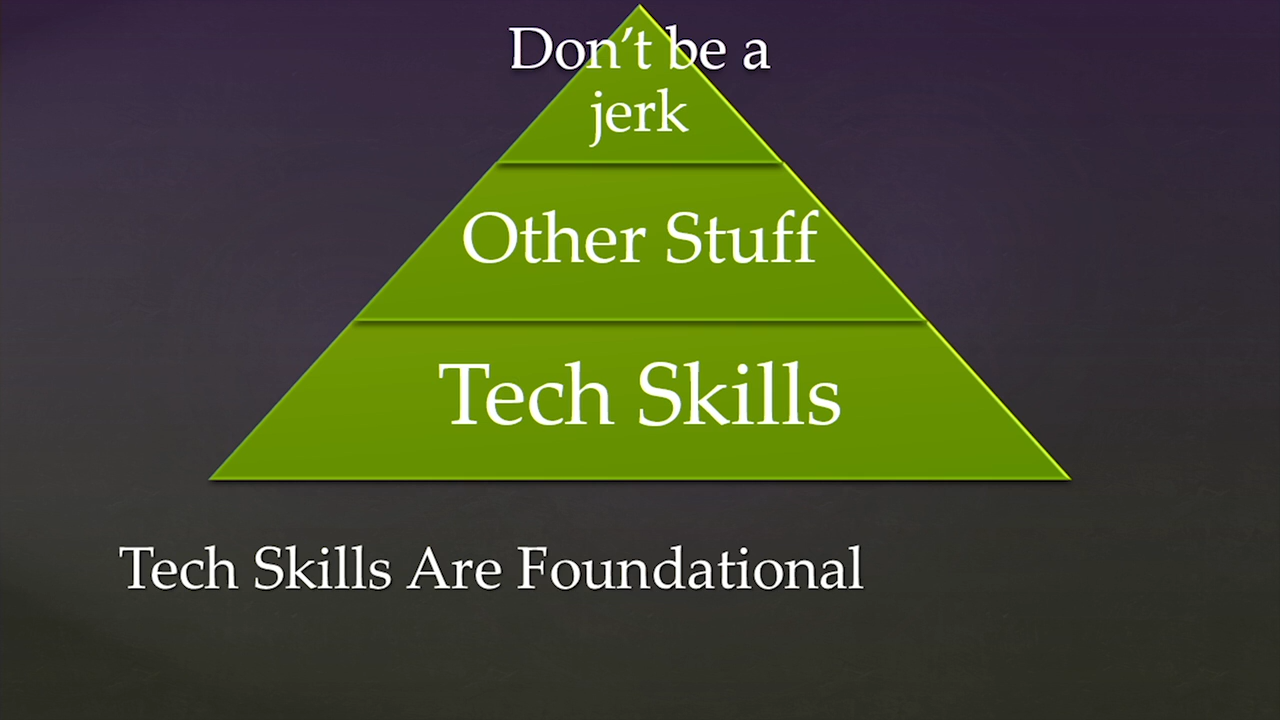 Don’t be a
jerk
Other Stuff
Tech Skills
Tech Skills Are Foundational